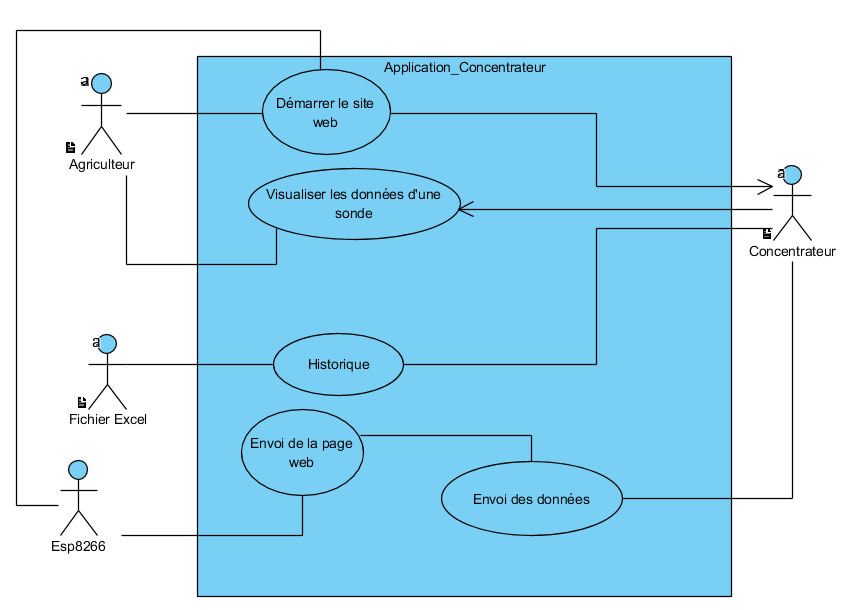 Application_Concentrateur
a
Agriculteur
Démarrer le site
web
Visualiser les données d'une
sonde
a
Concentrateur
a
Fichier Excel
Historique
Esp8266
Envoi de la page
web
Envoi des données